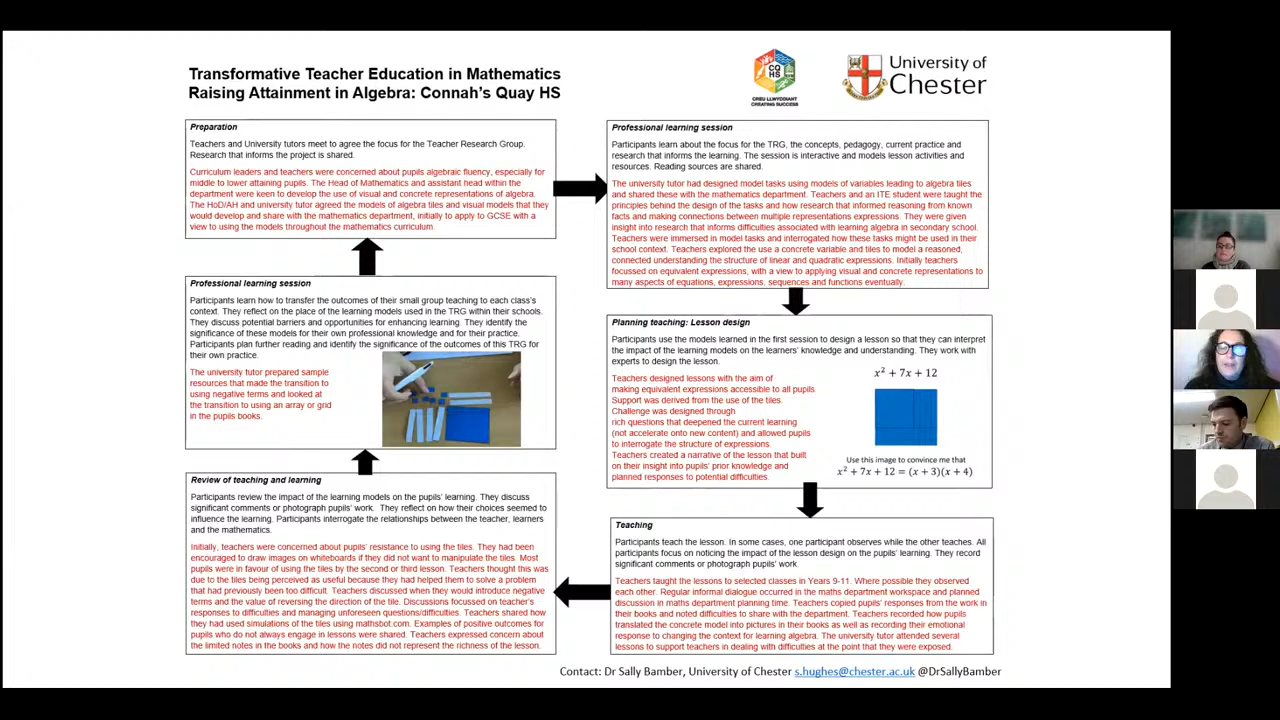 Transformative Teacher Education in Mathematics
Raising Attainment in Algebra: Connah's Quay HS
CQ
HS
CREU LLWYDDIANT
CREATING SUCCESS
University of
Chester
Preparation
Teachers and University tutors meet to agree the focus for the Teacher Research Group.
Research that informs the project is shared.
Curriculum leaders and teachers were concerned about pupils algebraic fluency, especially for
middle to lower attaining pupils. The Head of Mathematics and assistant head within the
department were keen to develop the use of visual and concrete representations of algebra.
The HoD/AH and university tutor agreed the models of algebra tiles and visual models that they
would develop and share with the mathematics department, initially to apply to GCSE with a
view to using the models throughout the mathematics curriculum.
Professional learning session
Participants learn about the focus for the TRG, the concepts, pedagogy, current practice and
research that informs the learning. The session is interactive and models lesson activities and
resources. Reading sources are shared.
The university tutor had designed model tasks using models of variables leading to algebra tiles
and shared these with the mathematics department. Teachers and an ITE student were taught the
principles behind the design of the tasks and how research that informed reasoning from known
facts and making connections between multiple representations expressions. They were given
insight into research that informs difficulties associated with learning algebra in secondary school.
Teachers were immersed in model tasks and interrogated how these tasks might be used in their
school context. Teachers explored the use a concrete variable and tiles to model a reasoned,
connected understanding the structure of linear and quadratic expressions. Initially teachers
focussed on equivalent expressions, with a view to applying visual and concrete representations to
many aspects of equations, expressions, sequences and functions eventually.
Planning teaching: Lesson design
Participants use the models learned in the first session to design a lesson so that they can interpret
the impact of the learning models on the learners' knowledge and understanding. They work with
experts to design the lesson.
Teachers designed lessons with the aim of
making equivalent expressions accessible to all pupils.
Support was derived from the use of the tiles.
Challenge was designed through
rich questions that deepened the current learning
(not accelerate onto new content) and allowed pupils
to interrogate the structure of expressions.
Teachers created a narrative of the lesson that built
on their insight into pupils' prior knowledge and
planned responses to potential difficulties.
x² + 7x + 12
Use this image to convince me that
x² + 7x + 12 = (x + 3)(x + 4)
Teaching
Participants teach the lesson. In some cases, one participant observes while the other teaches. All
participants focus on noticing the impact of the lesson design on the pupils' learning. They record
significant comments or photograph pupils' work.
Teachers taught the lessons to selected classes in Years 9-11. Where possible they observed
each other. Regular informal dialogue occurred in the maths department workspace and planned
discussion in maths department planning time. Teachers copied pupils' responses from the work in
their books and noted difficulties to share with the department. Teachers recorded how pupils
translated the concrete model into pictures in their books as well as recording their emotional
response to changing the context for learning algebra. The university tutor attended several
lessons to support teachers in dealing with difficulties at the point that they were exposed.
Review of teaching and learning
Participants review the impact of the learning models on the pupils' learning. They discuss
significant comments or photograph pupils' work. They reflect on how their choices seemed to
influence the learning. Participants interrogate the relationships between the teacher, learners
and the mathematics.
Initially, teachers were concerned about pupils' resistance to using the tiles. They had been
encouraged to draw images on whiteboards if they did not want to manipulate the tiles. Most
pupils were in favour of using the tiles by the second or third lesson. Teachers thought this was
due to the tiles being perceived as useful because they had helped them to solve a problem
that had previously been too difficult. Teachers discussed when they would introduce negative
terms and the value of reversing the direction of the tile. Discussions focussed on teacher's
responses to difficulties and managing unforeseen questions/difficulties. Teachers shared how
they had used simulations of the tiles using mathsbot.com. Examples of positive outcomes for
pupils who do not always engage in lessons were shared. Teachers expressed concern about
the limited notes in the books and how the notes did not represent the richness of the lesson.
Professional learning session
Participants learn how to transfer the outcomes of their small group teaching to each class's
context. They reflect on the place of the learning models used in the TRG within their schools.
They discuss potential barriers and opportunities for enhancing learning. They identify the
significance of these models for their own professional knowledge and for their practice.
Participants plan further reading and identify the significance of the outcomes of this TRG for
their own practice.
The university tutor prepared sample
resources that made the transition to
using negative terms and looked at
the transition to using an array or grid
in the pupils books.
Contact: Dr Sally Bamber, University of Chester s.hughes@chester.ac.uk @DrSallyBamber